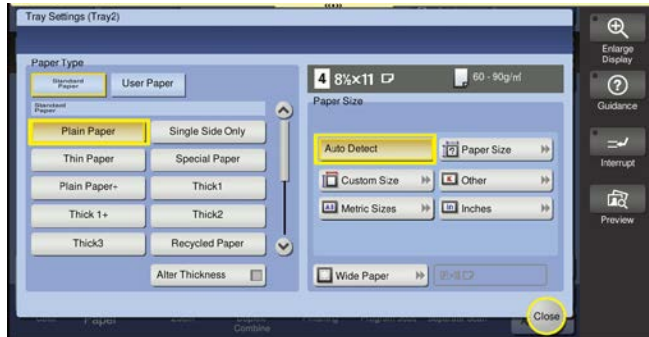 Tray Settings (Tray2)
Paper Type
Standard Paper
User Paper
Standard Paper
Plain Paper
Single Side Only
Thin Paper
Special Paper
Plain Paper+
Thick1
Thick 1+
Thick2
Thick3
Recycled Paper
Alter Thickness
4 8½×11
60 - 90g/㎡
Paper Size
Auto Detect
Paper Size
Custom Size
Other
Metric Sizes
Inches
Wide Paper
Close
Paper
Combine
Enlarge
Display
Guidance
Interrupt
Preview